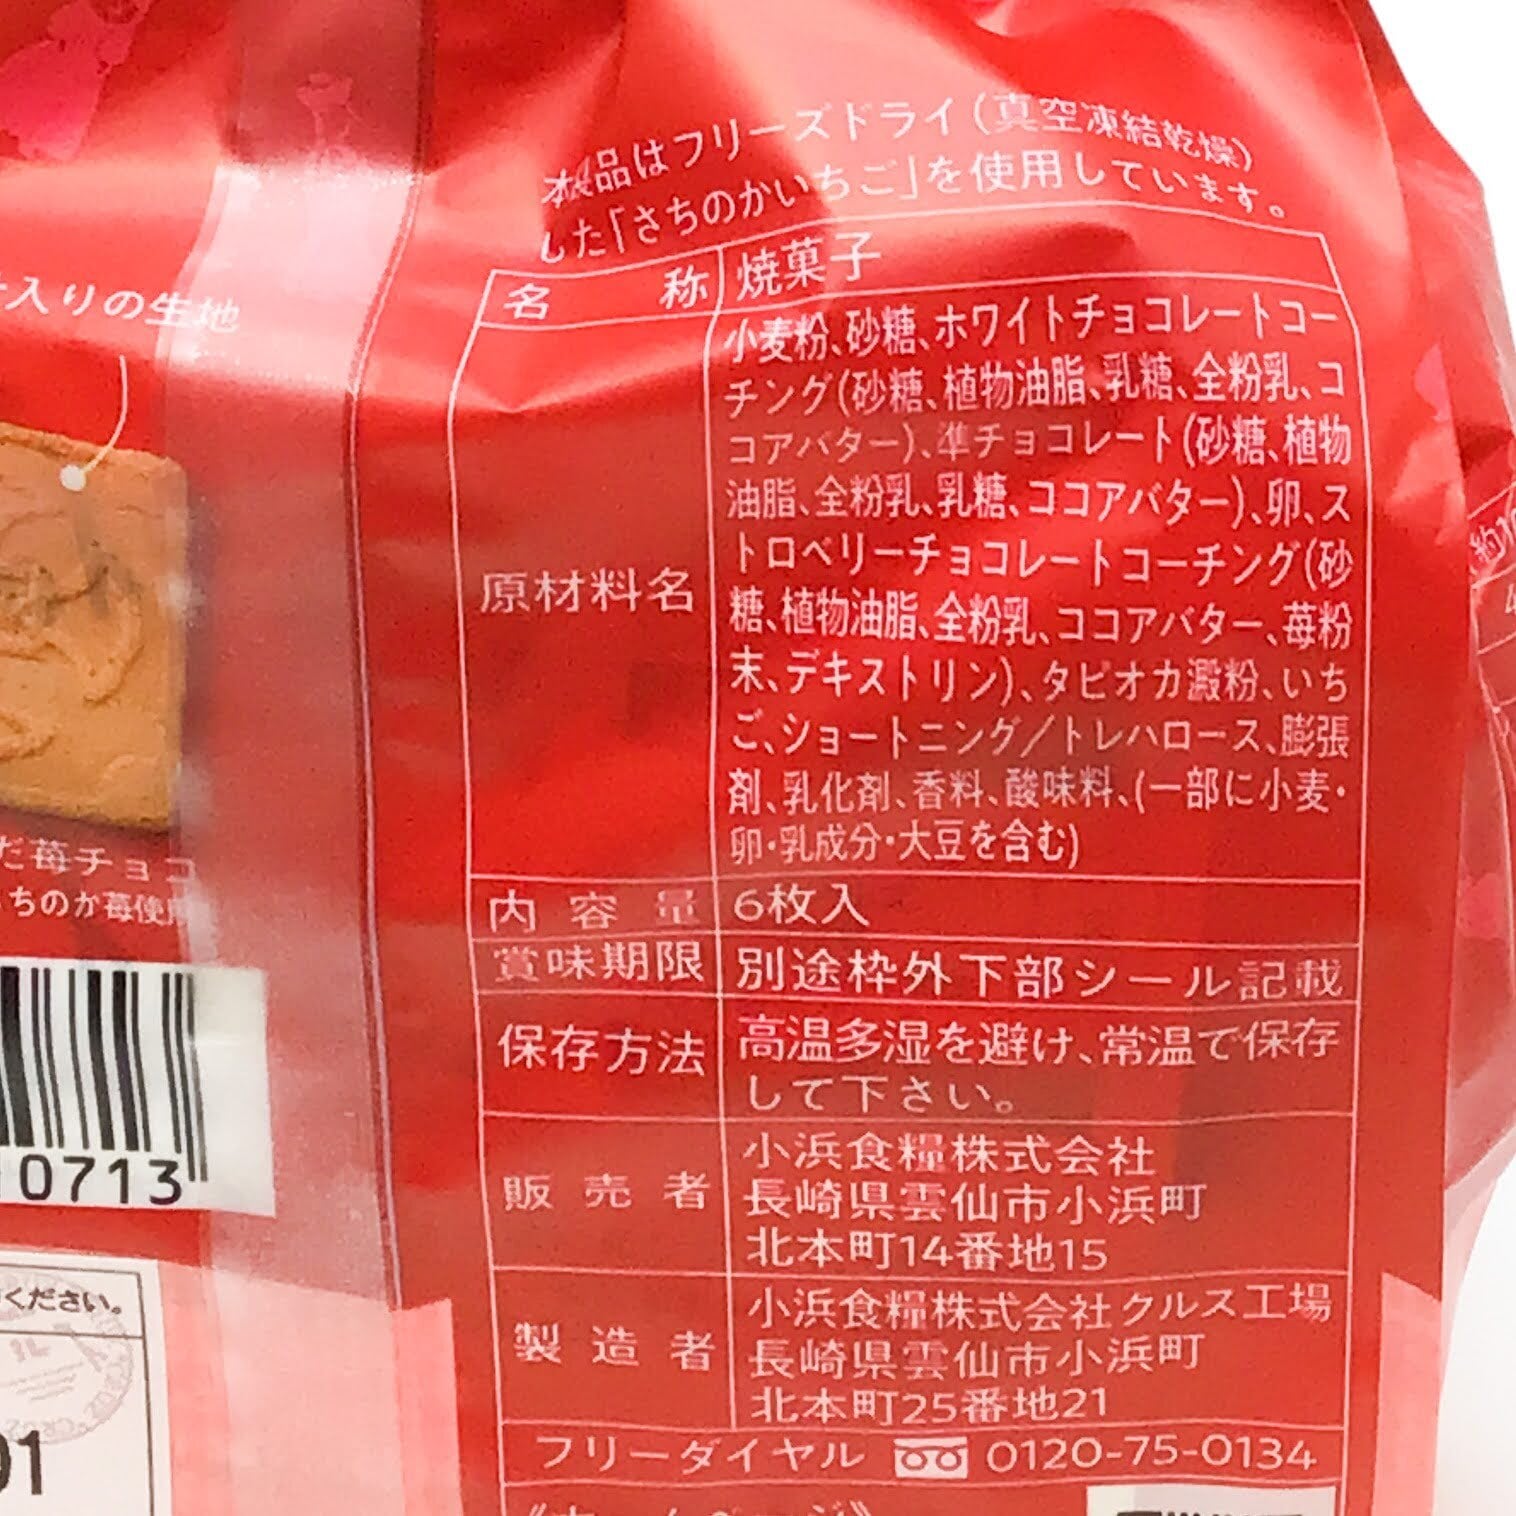 本製品はフリーズドライ(真空凍結乾燥)
した「さちのかいちご」を使用しています。
入りの生地
名称 焼菓子
原材料名
小麦粉、砂糖、ホワイトチョコレートコー
チング(砂糖、植物油脂、乳糖、全粉乳、コ
コアバター)、準チョコレート(砂糖、植物
油脂、全粉乳、乳糖、ココアバター)、卵、ス
トロベリーチョコレートコーチング(砂
糖、植物油脂、全粉乳、ココアバター、苺粉
末、デキストリン)、タピオカ澱粉、いち
ご、ショートニング/トレハロース、膨張
剤、乳化剤、香料、酸味料、(一部に小麦・
卵・乳成分・大豆を含む)
だ苺チョコ
ちのか苺使
内容量 6枚入
賞味期限 別途枠外下部シール記載
保存方法 高温多湿を避け、常温で保存
して下さい。
販売者 小浜食糧株式会社
長崎県雲仙市小浜町
北本町14番地15
製造者 小浜食糧株式会社クルス工場
長崎県雲仙市小浜町
北本町25番地21
フリーダイヤル 0120-75-0134
0713
ください。
01